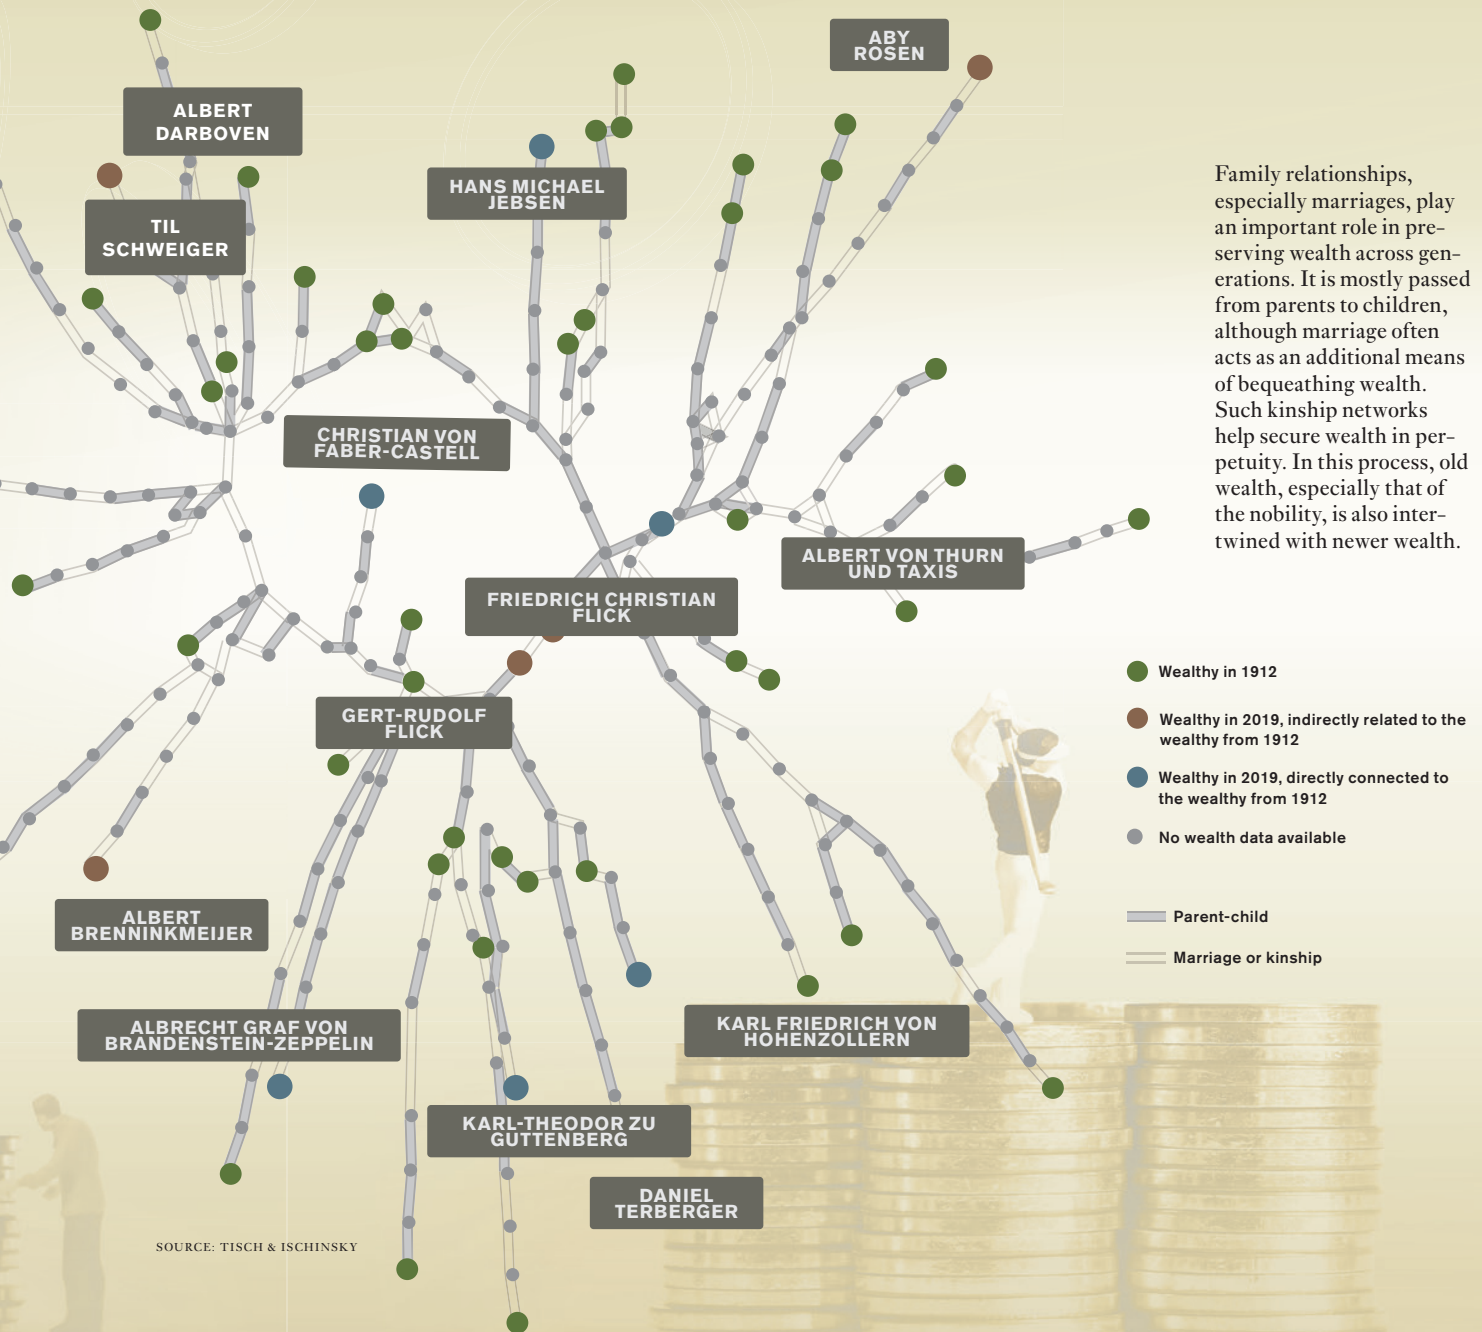 ABY
ROSEN
ALBERT
DARBOVEN
HANS MICHAEL
JEBSEN
TIL
SCHWEIGER
Family relationships,
especially marriages, play
an important role in pre–
serving wealth across gen–
erations. It is mostly passed
from parents to children,
although marriage often
acts as an additional means
of bequeathing wealth.
Such kinship networks
help secure wealth in per–
petuity. In this process, old
wealth, especially that of
the nobility, is also inter–
twined with newer wealth.
CHRISTIAN VON
FABER-CASTELL
ALBERT VON THURN
UND TAXIS
FRIEDRICH CHRISTIAN
FLICK
GERT-RUDOLF
FLICK
Wealthy in 1912
Wealthy in 2019, indirectly related to the
wealthy from 1912
Wealthy in 2019, directly connected to
the wealthy from 1912
No wealth data available
Parent-child
Marriage or kinship
ALBERT
BRENNINKMEIJER
ALBRECHT GRAF VON
BRANDENSTEIN-ZEPPELIN
KARL FRIEDRICH VON
HOHENZOLLERN
KARL-THEODOR ZU
GUTTENBERG
DANIEL
TERBERGER
SOURCE: TISCH & ISCHINSKY